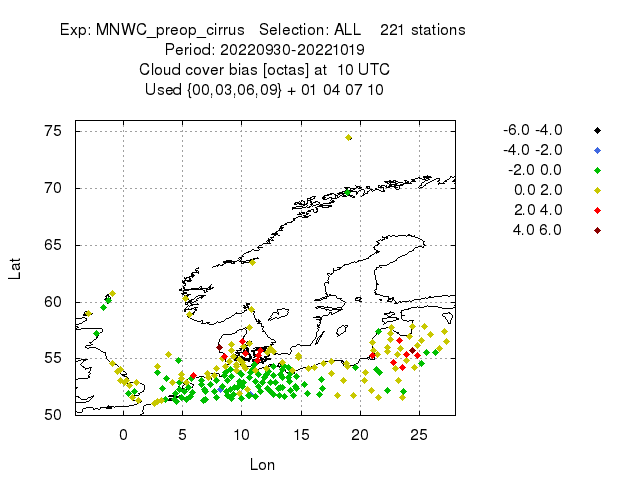 Exp: MNWC_preop_cirrus   Selection: ALL    221 stations
Period: 20220930-20221019
Cloud cover bias [octas] at  10 UTC
Used {00,03,06,09} + 01 04 07 10
75
70
65
60
55
50
Lat
0 5 10 15 20 25
Lon
-6.0 -4.0
-4.0 -2.0
-2.0 0.0
0.0 2.0
2.0 4.0
4.0 6.0